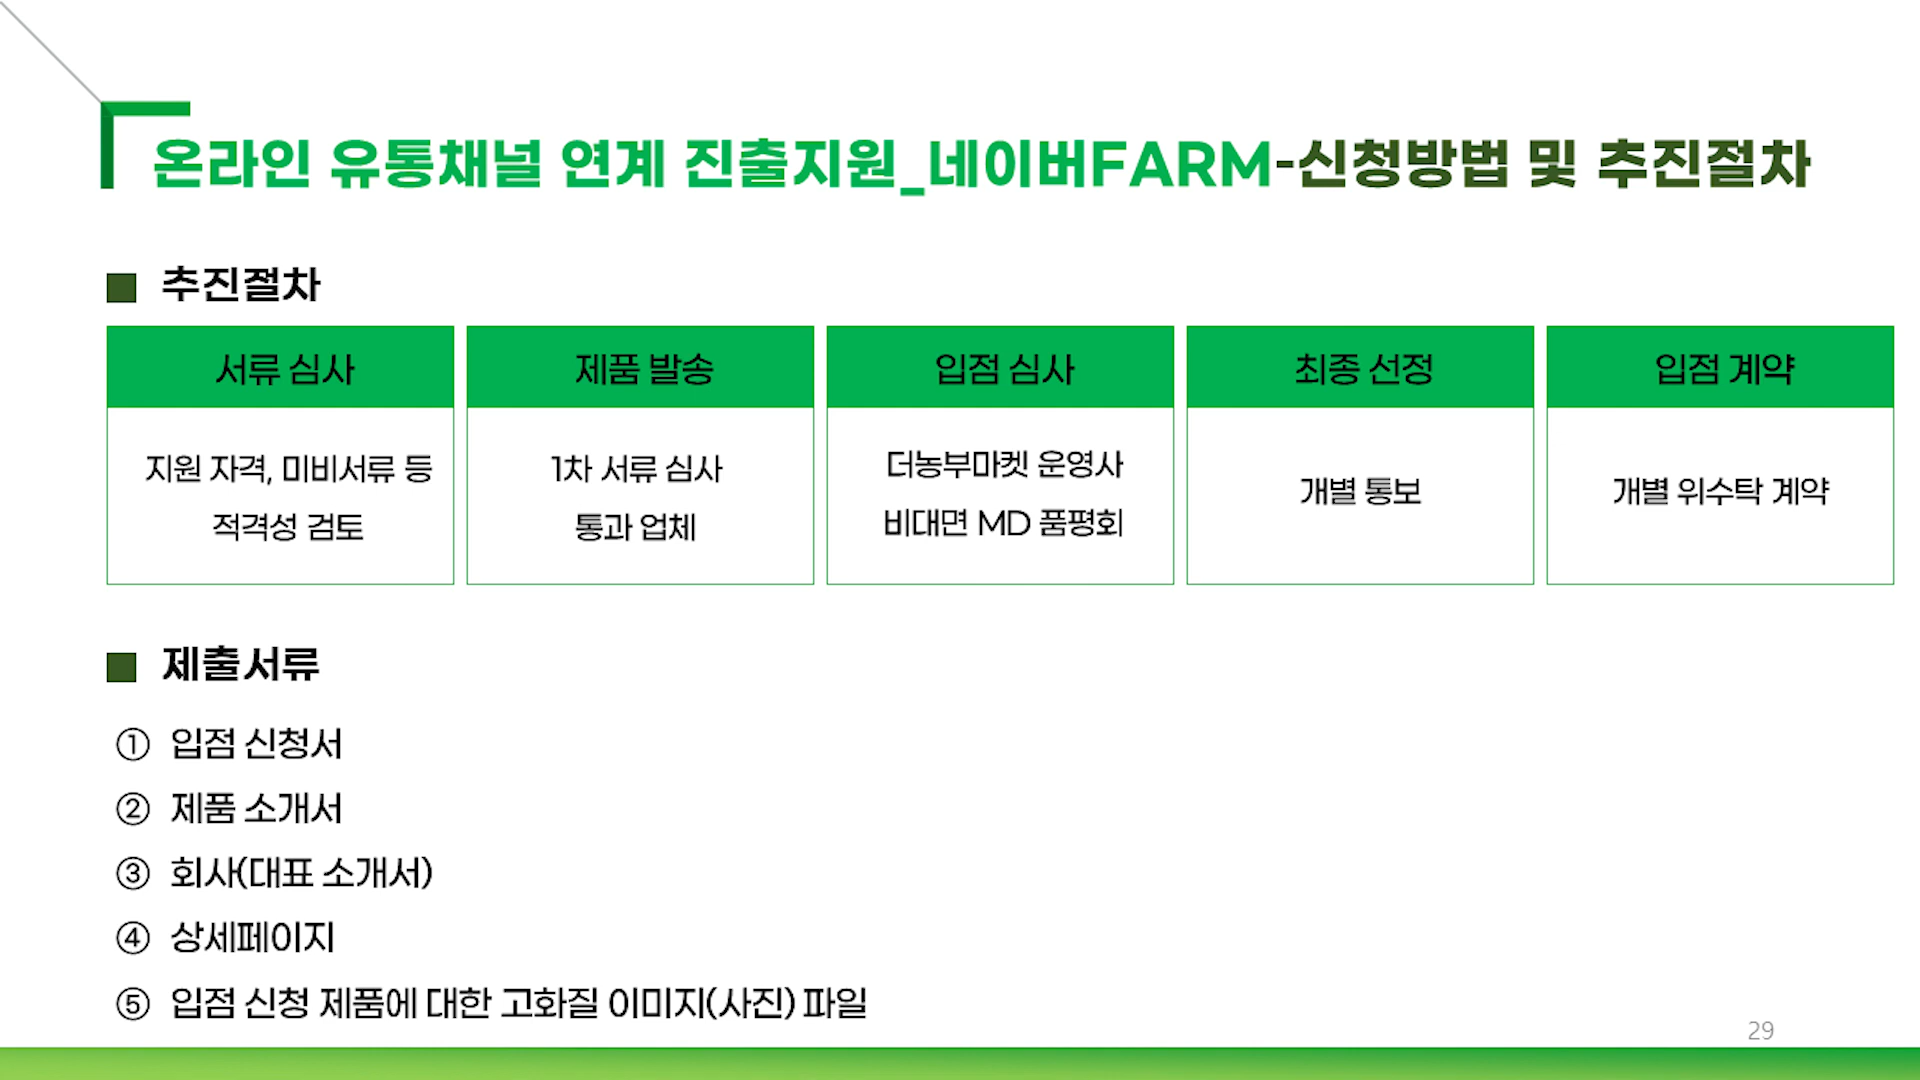 온라인 유통채널 연계 진출지원_네이버FARM-신청방법 및 추진절차
추진절차
서류 심사
지원 자격, 미비서류 등
적격성 검토
제품 발송
1차 서류 심사
통과 업체
입점 심사
더농부마켓 운영사
비대면 MD 품평회
최종 선정
개별 통보
입점 계약
개별 위수탁 계약
제출서류
① 입점 신청서
② 제품 소개서
③ 회사(대표 소개서)
④ 상세페이지
⑤ 입점 신청 제품에 대한 고화질 이미지(사진) 파일
29